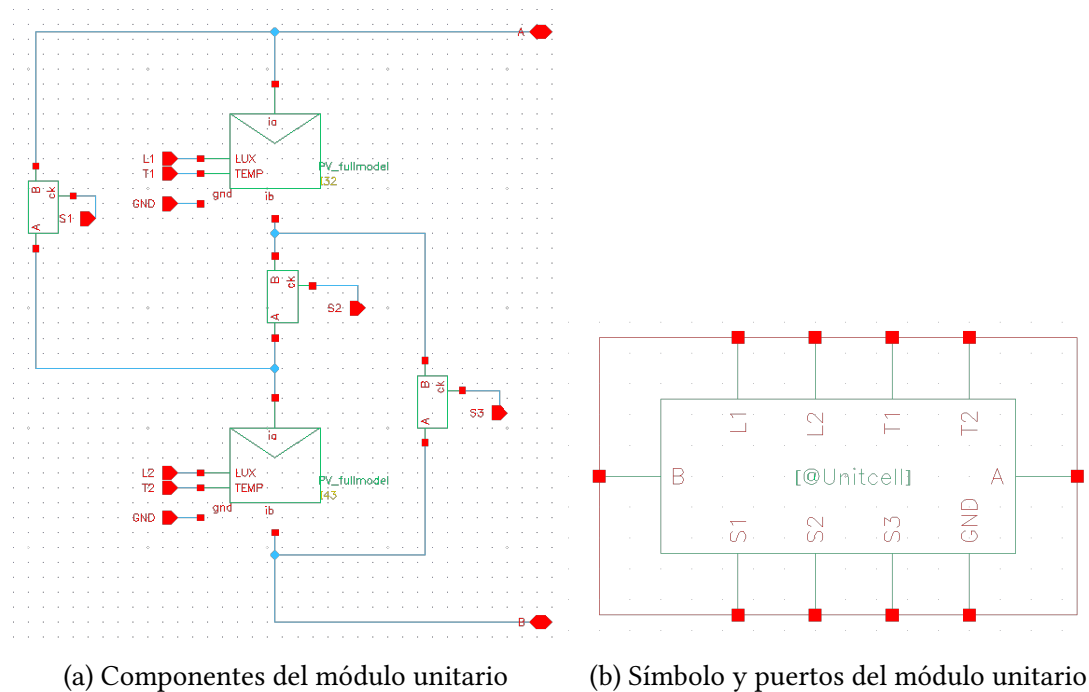 A
ia
LUX
TEMP
gnd
ib
PV_fullmodel
L1
T1
GND
B
ck
A
S1
B
ck
A
S2
B
ck
A
S3
ia
LUX
TEMP
gnd
ib
PV_fullmodel
L2
T2
GND
B
L1
L2
T1
T2
B
[@Unitcell]
A
S1
S2
S3
GND
(a) Componentes del módulo unitario
(b) Símbolo y puertos del módulo unitario